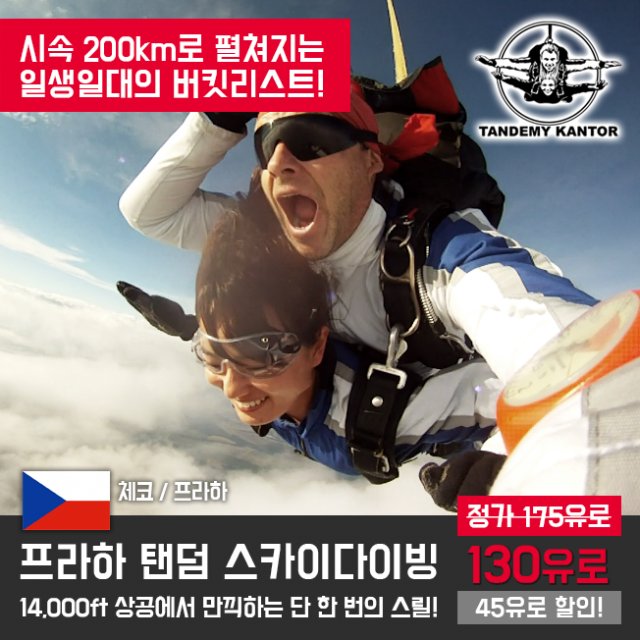 시속 200km로 펼쳐지는
일생일대의 버킷리스트!
TANDEMY KANTOR
체코 / 프라하
정가 175유로
프라하 탠덤 스카이다이빙
130유로
14,000ft 상공에서 만끽하는 단 한 번의 스릴!
45유로 할인!